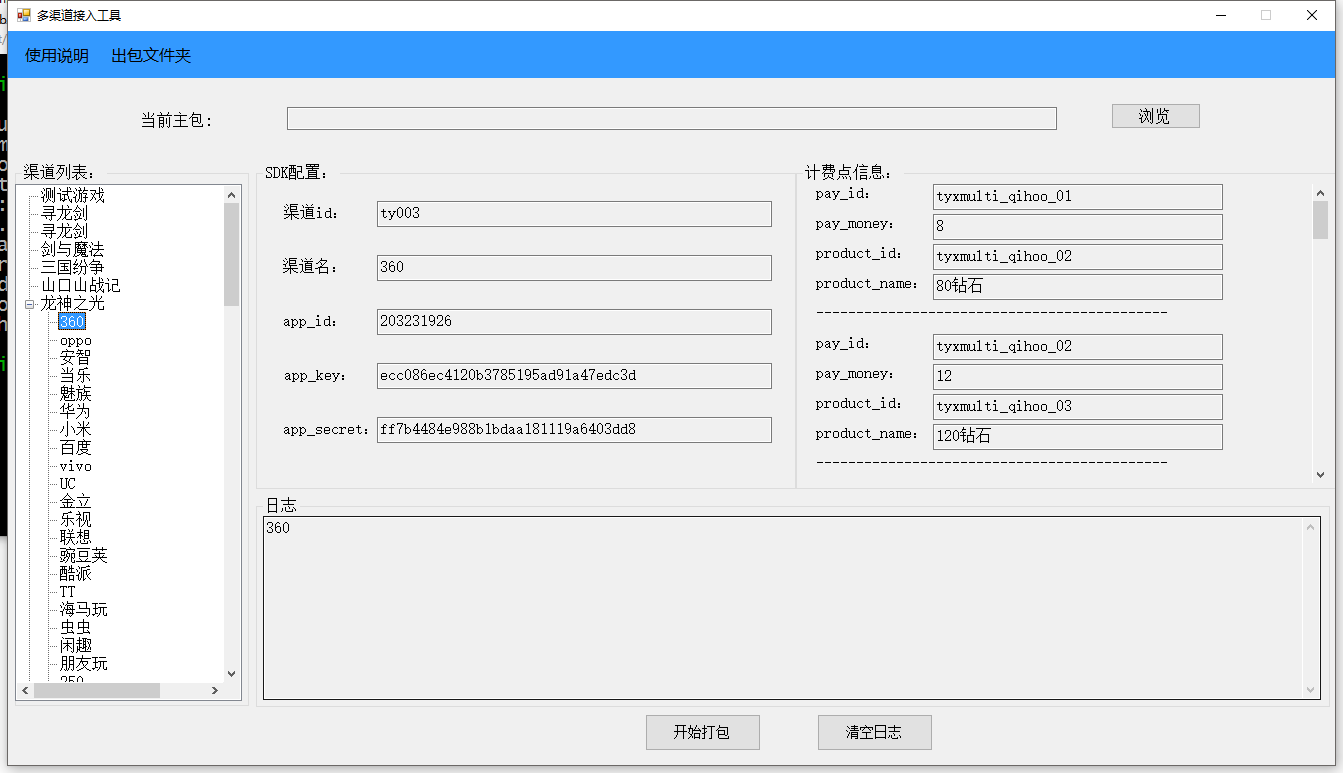 多渠道接入工具
使用说明 出包文件夹
当前主包： 浏览
渠道列表：
测试游戏
寻龙剑
寻龙剑
剑与魔法
三国纷争
山口山战记
龙神之光
360
oppo
安智
当乐
魅族
华为
小米
百度
vivo
UC
金立
乐视
联想
豌豆荚
酷派
TT
海马玩
虫虫
闲趣
朋友玩
SDK配置：
渠道id： ty003
渠道名： 360
app_id： 203231926
app_key： ecc086ec4120b3785195ad91a47edc3d
app_secret： ff7b4484e988b1bdaa181119a6403dd8
计费点信息：
pay_id： tyxmulti_qihoo_01
pay_money： 8
product_id： tyxmulti_qihoo_02
product_name： 80钻石
--------------------------------------------
pay_id： tyxmulti_qihoo_02
pay_money： 12
product_id： tyxmulti_qihoo_03
product_name： 120钻石
--------------------------------------------
日志
360
开始打包 清空日志